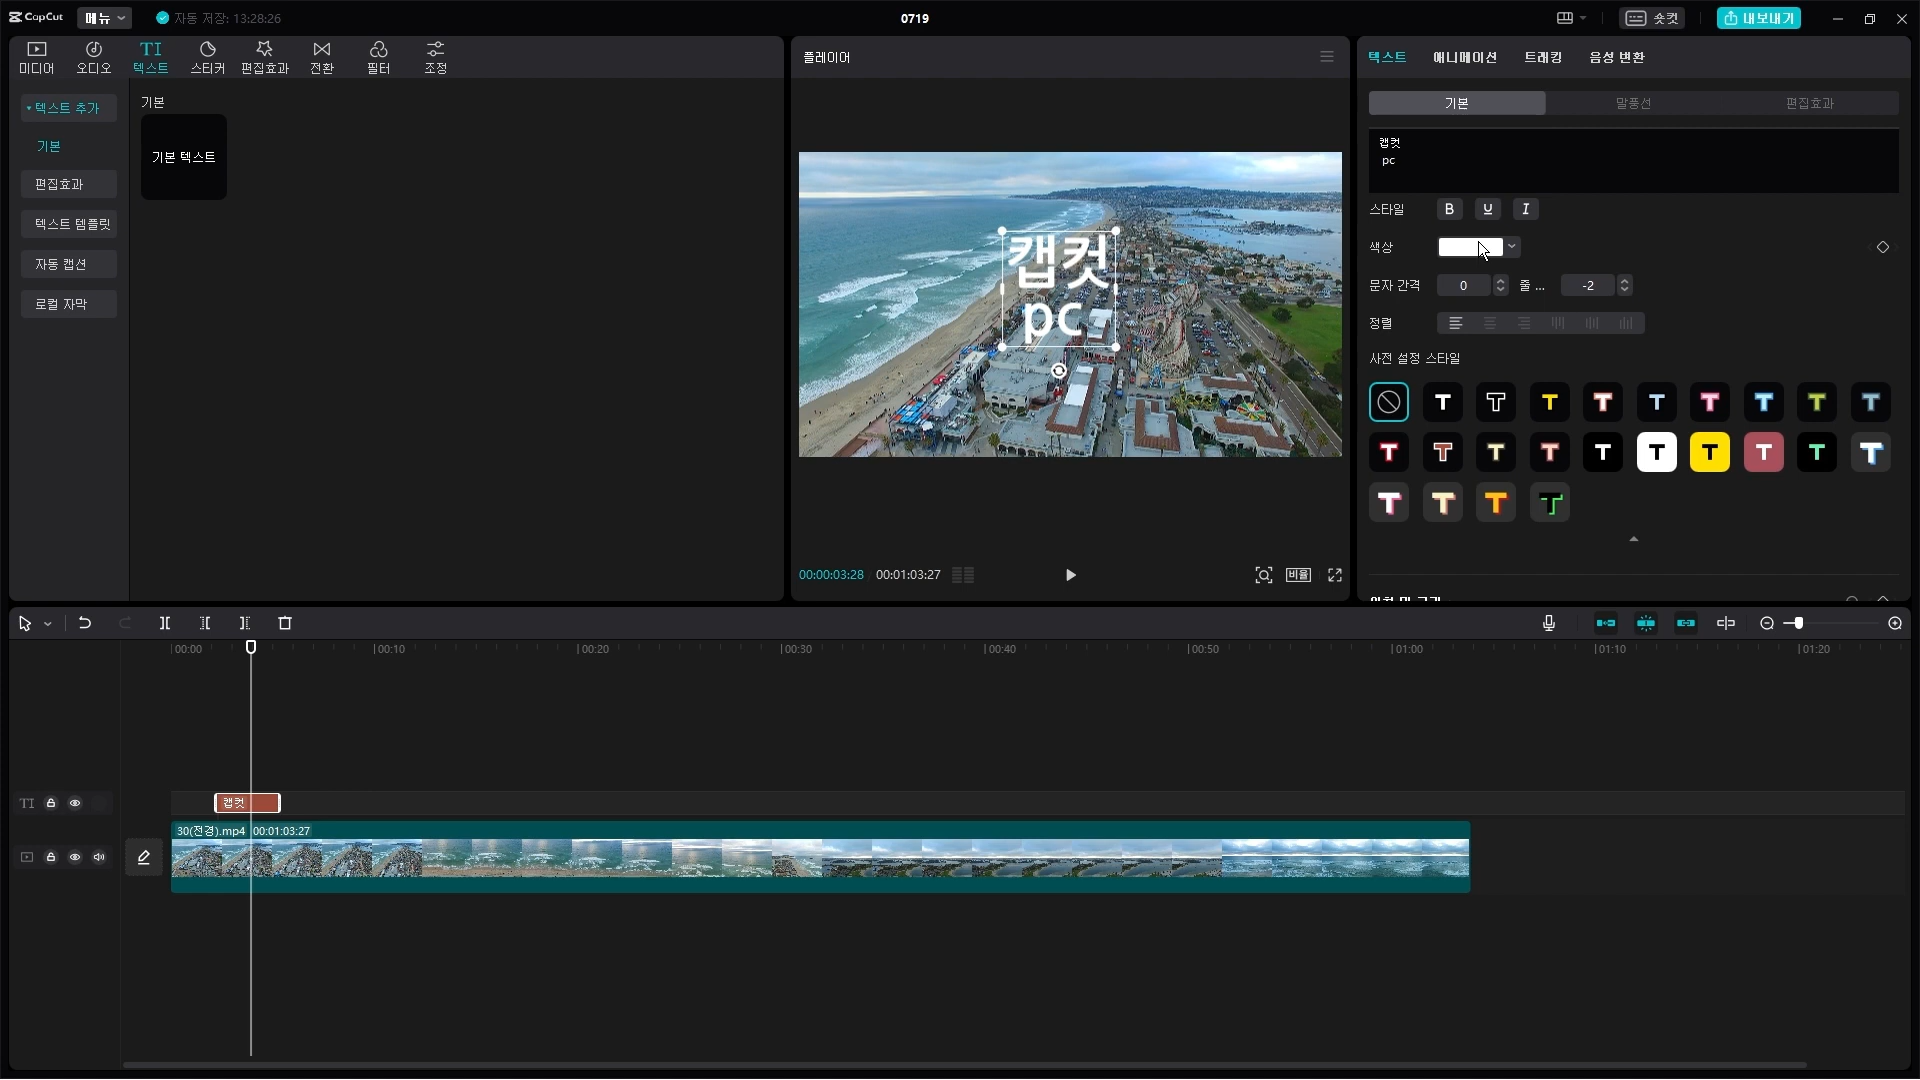 CapCut
메뉴
자동 저장: 13:28:26
0719
숏컷
내보내기
미디어
오디오
TI
텍스트
스티커
편집효과
전환
필터
조정
텍스트 추가
기본
편집효과
텍스트 템플릿
자동 캡션
로컬 자막
기본
기본 텍스트
플레이어
캡컷
pc
00:00:03:28
00:01:03:27
비율
텍스트
애니메이션
트래킹
음성 변환
기본
말풍선
편집효과
캡컷
pc
스타일
B
U
I
색상
문자 간격
0
줄 ...
-2
정렬
사전 설정 스타일
T T T T T T T T T
T T T T T T T T T T
T T T T
00:00
00:10
00:20
00:30
00:40
00:50
01:00
01:10
01:20
TI
캡컷
30(전경).mp4
00:01:03:27